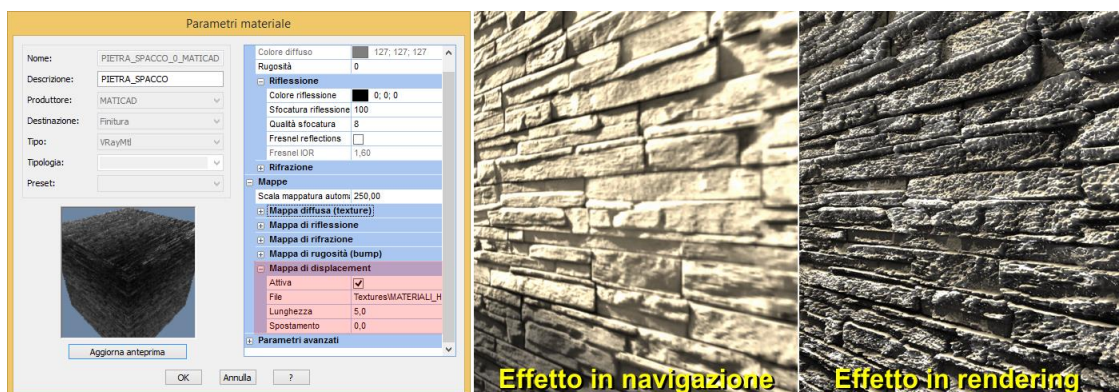 Parametri materiale
Nome:
PIETRA_SPACCO_0_MATICAD
Descrizione:
PIETRA_SPACCO
Produttore:
MATICAD
Destinazione:
Finitura
Tipo:
VRayMtl
Tipologia:
Preset:
Aggiorna anteprima
Colore diffuso 127; 127; 127
Rugosità 0
Riflessione
Colore riflessione 0; 0; 0
Sfocatura riflessione 100
Qualità sfocatura 8
Fresnel reflections
Fresnel IOR 1,60
Rifrazione
Mappe
Scala mappatura automa 250,00
Mappa diffusa (texture)
Mappa di riflessione
Mappa di rifrazione
Mappa di rugosità (bump)
Mappa di displacement
Attiva
File Textures\MATERIALI_H
Lunghezza 5,0
Spostamento 0,0
Parametri avanzati
OK Annulla ?
Effetto in navigazione
Effetto in rendering